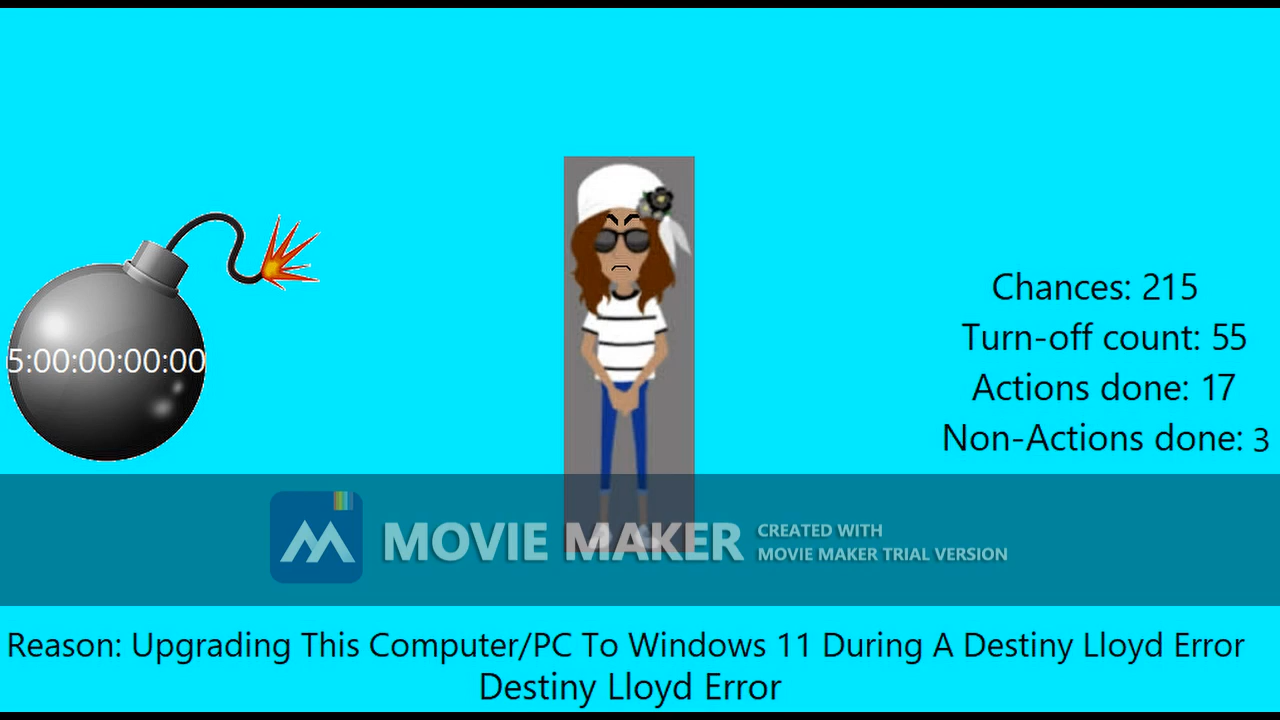 5:00:00:00:00
Chances: 215
Turn-off count: 55
Actions done: 17
Non-Actions done: 3
MOVIE MAKER
CREATED WITH
MOVIE MAKER TRIAL VERSION
Reason: Upgrading This Computer/PC To Windows 11 During A Destiny Lloyd Error
Destiny Lloyd Error